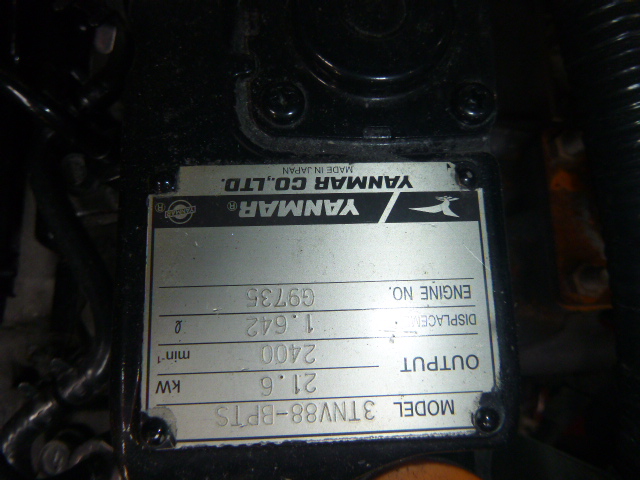 MODEL 3TNV88-BPTS
OUTPUT 21.6 kW
2400 min-1
DISPLACEM 1.642 ℓ
ENGINE NO. G9735
YANMAR®
YANMAR CO.,LTD.
MADE IN JAPAN